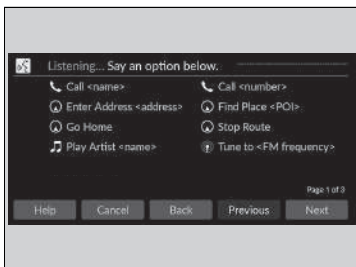 Listening... Say an option below.
Call <name> Call <number>
Enter Address <address> Find Place <POI>
Go Home Stop Route
Play Artist <name> Tune to <FM frequency>
Page 1 of 3
Help Cancel Back Previous Next